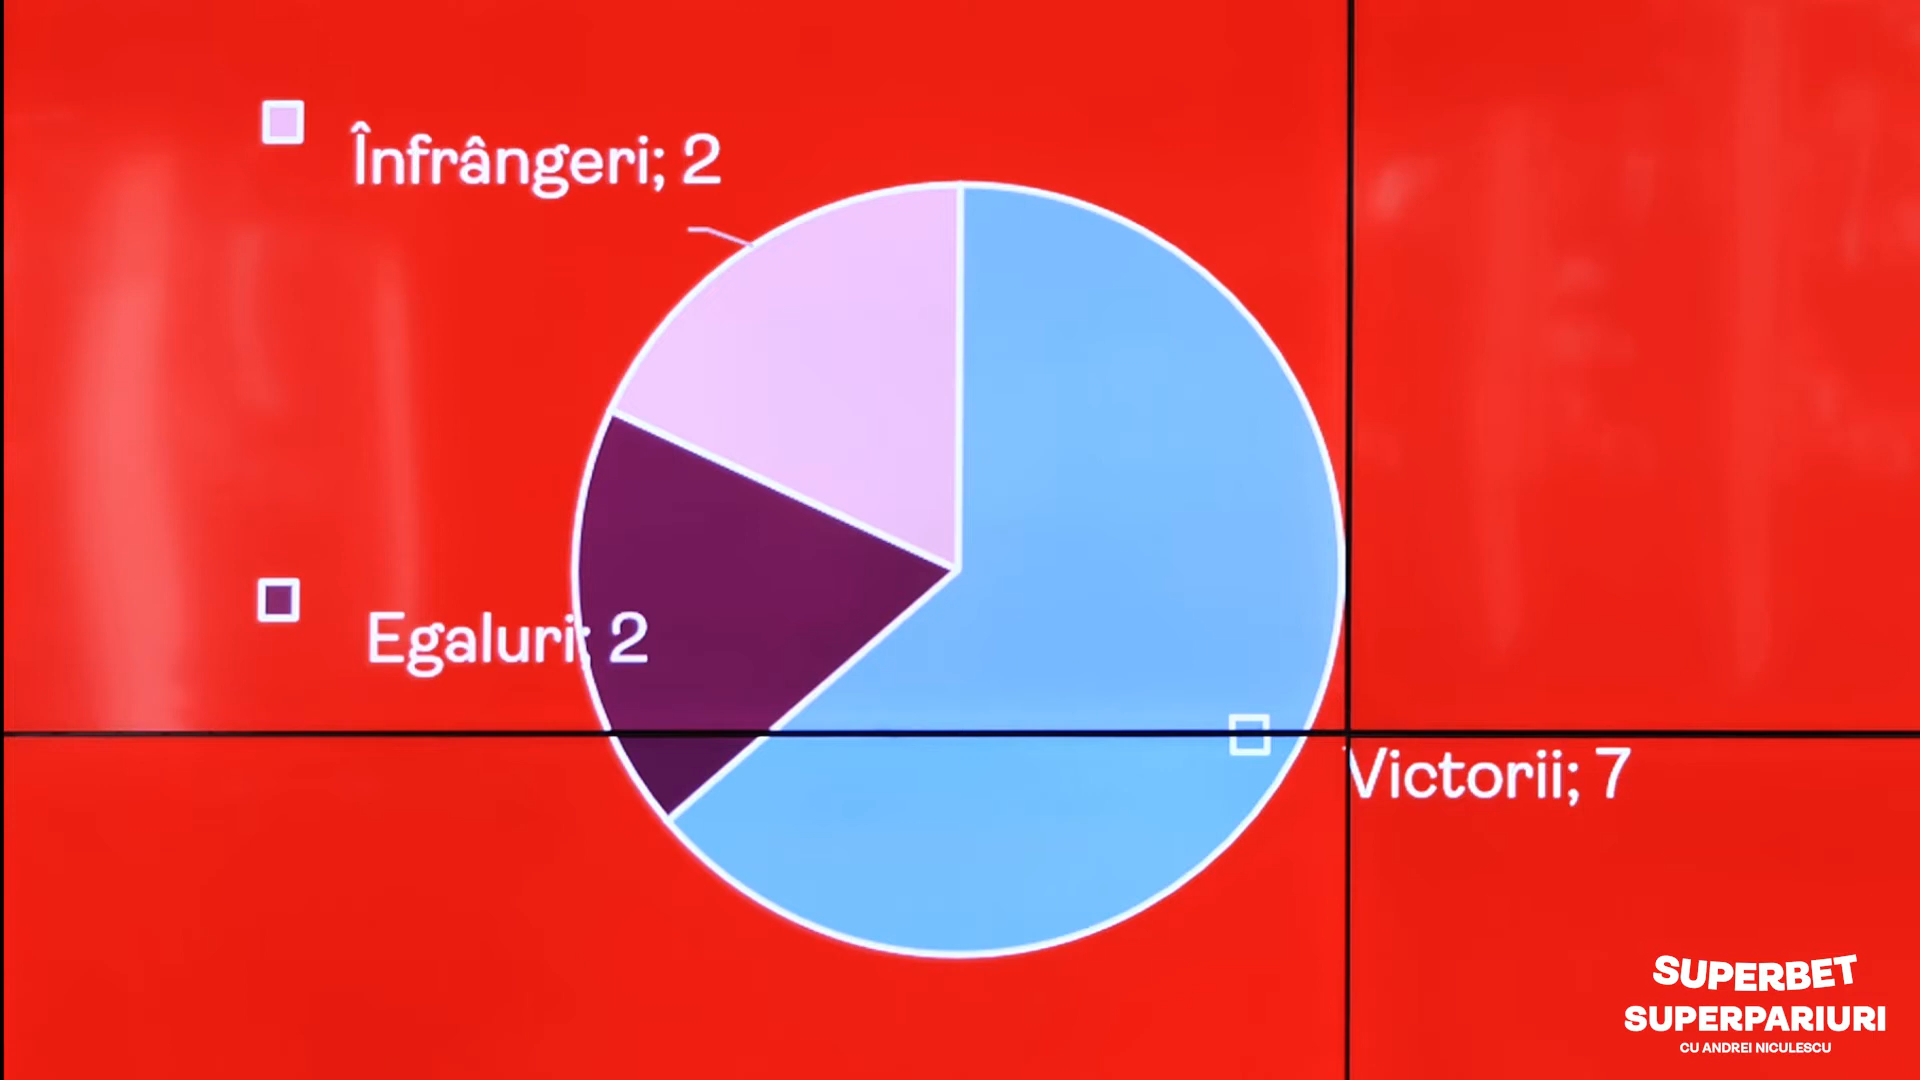 Înfrângeri; 2
Egaluri; 2
Victorii; 7
SUPERBET
SUPERPARIURI
CU ANDREI NICULESCU